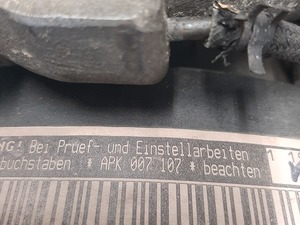 NG! Bei Pruef- und Einstellarbeiten
buchstaben * APK 007 107 * beachten